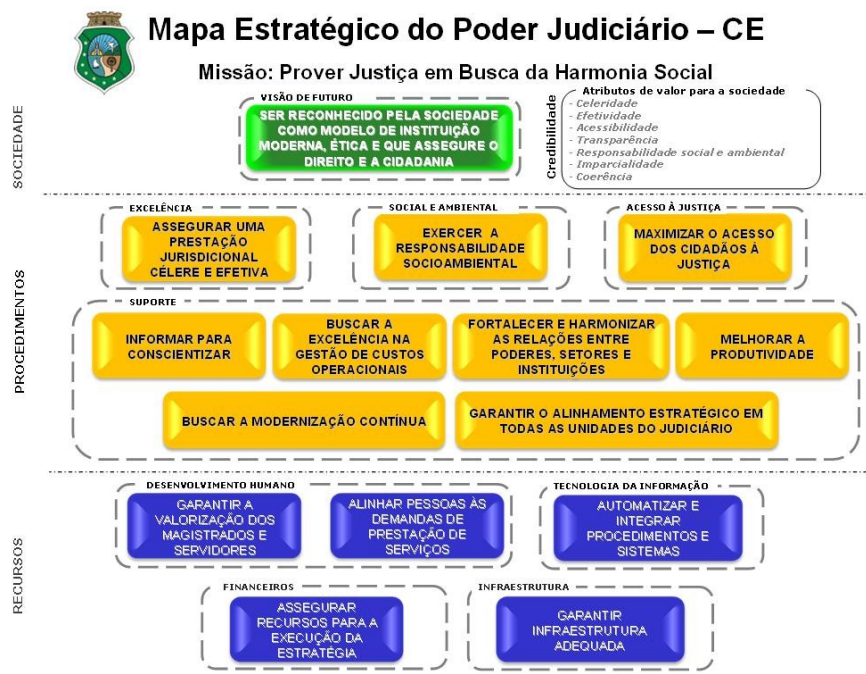 Mapa Estratégico do Poder Judiciário – CE
Missão: Prover Justiça em Busca da Harmonia Social
SOCIEDADE
VISÃO DE FUTURO
SER RECONHECIDO PELA SOCIEDADE
COMO MODELO DE INSTITUIÇÃO
MODERNA, ÉTICA E QUE ASSEGURE O
DIREITO E A CIDADANIA
Credibilidade
Atributos de valor para a sociedade
- Celeridade
- Efetividade
- Acessibilidade
- Transparência
- Responsabilidade social e ambiental
- Imparcialidade
- Coerência
PROCEDIMENTOS
EXCELÊNCIA
ASSEGURAR UMA
PRESTAÇÃO
JURISDICIONAL
CÉLERE E EFETIVA
SOCIAL E AMBIENTAL
EXERCER A
RESPONSABILIDADE
SOCIOAMBIENTAL
ACESSO À JUSTIÇA
MAXIMIZAR O ACESSO
DOS CIDADÃOS À
JUSTIÇA
SUPORTE
INFORMAR PARA
CONSCIENTIZAR
BUSCAR A
EXCELÊNCIA NA
GESTÃO DE CUSTOS
OPERACIONAIS
FORTALECER E HARMONIZAR
AS RELAÇÕES ENTRE
PODERES, SETORES E
INSTITUIÇÕES
MELHORAR A
PRODUTIVIDADE
BUSCAR A MODERNIZAÇÃO CONTÍNUA
GARANTIR O ALINHAMENTO ESTRATÉGICO EM
TODAS AS UNIDADES DO JUDICIÁRIO
RECURSOS
DESENVOLVIMENTO HUMANO
GARANTIR A
VALORIZAÇÃO DOS
MAGISTRADOS E
SERVIDORES
ALINHAR PESSOAS ÀS
DEMANDAS DE
PRESTAÇÃO DE
SERVIÇOS
TECNOLOGIA DA INFORMAÇÃO
AUTOMATIZAR E
INTEGRAR
PROCEDIMENTOS E
SISTEMAS
FINANCEIROS
ASSEGURAR
RECURSOS PARA A
EXECUÇÃO DA
ESTRATÉGIA
INFRAESTRUTURA
GARANTIR
INFRAESTRUTURA
ADEQUADA